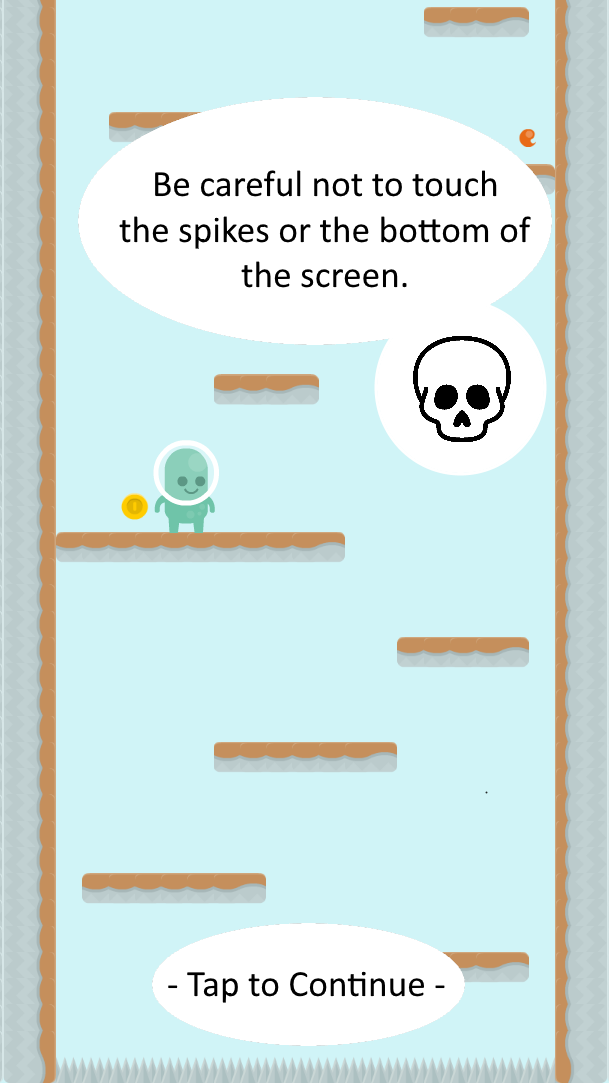 Be careful not to touch
the spikes or the bottom of
the screen.
- Tap to Continue -